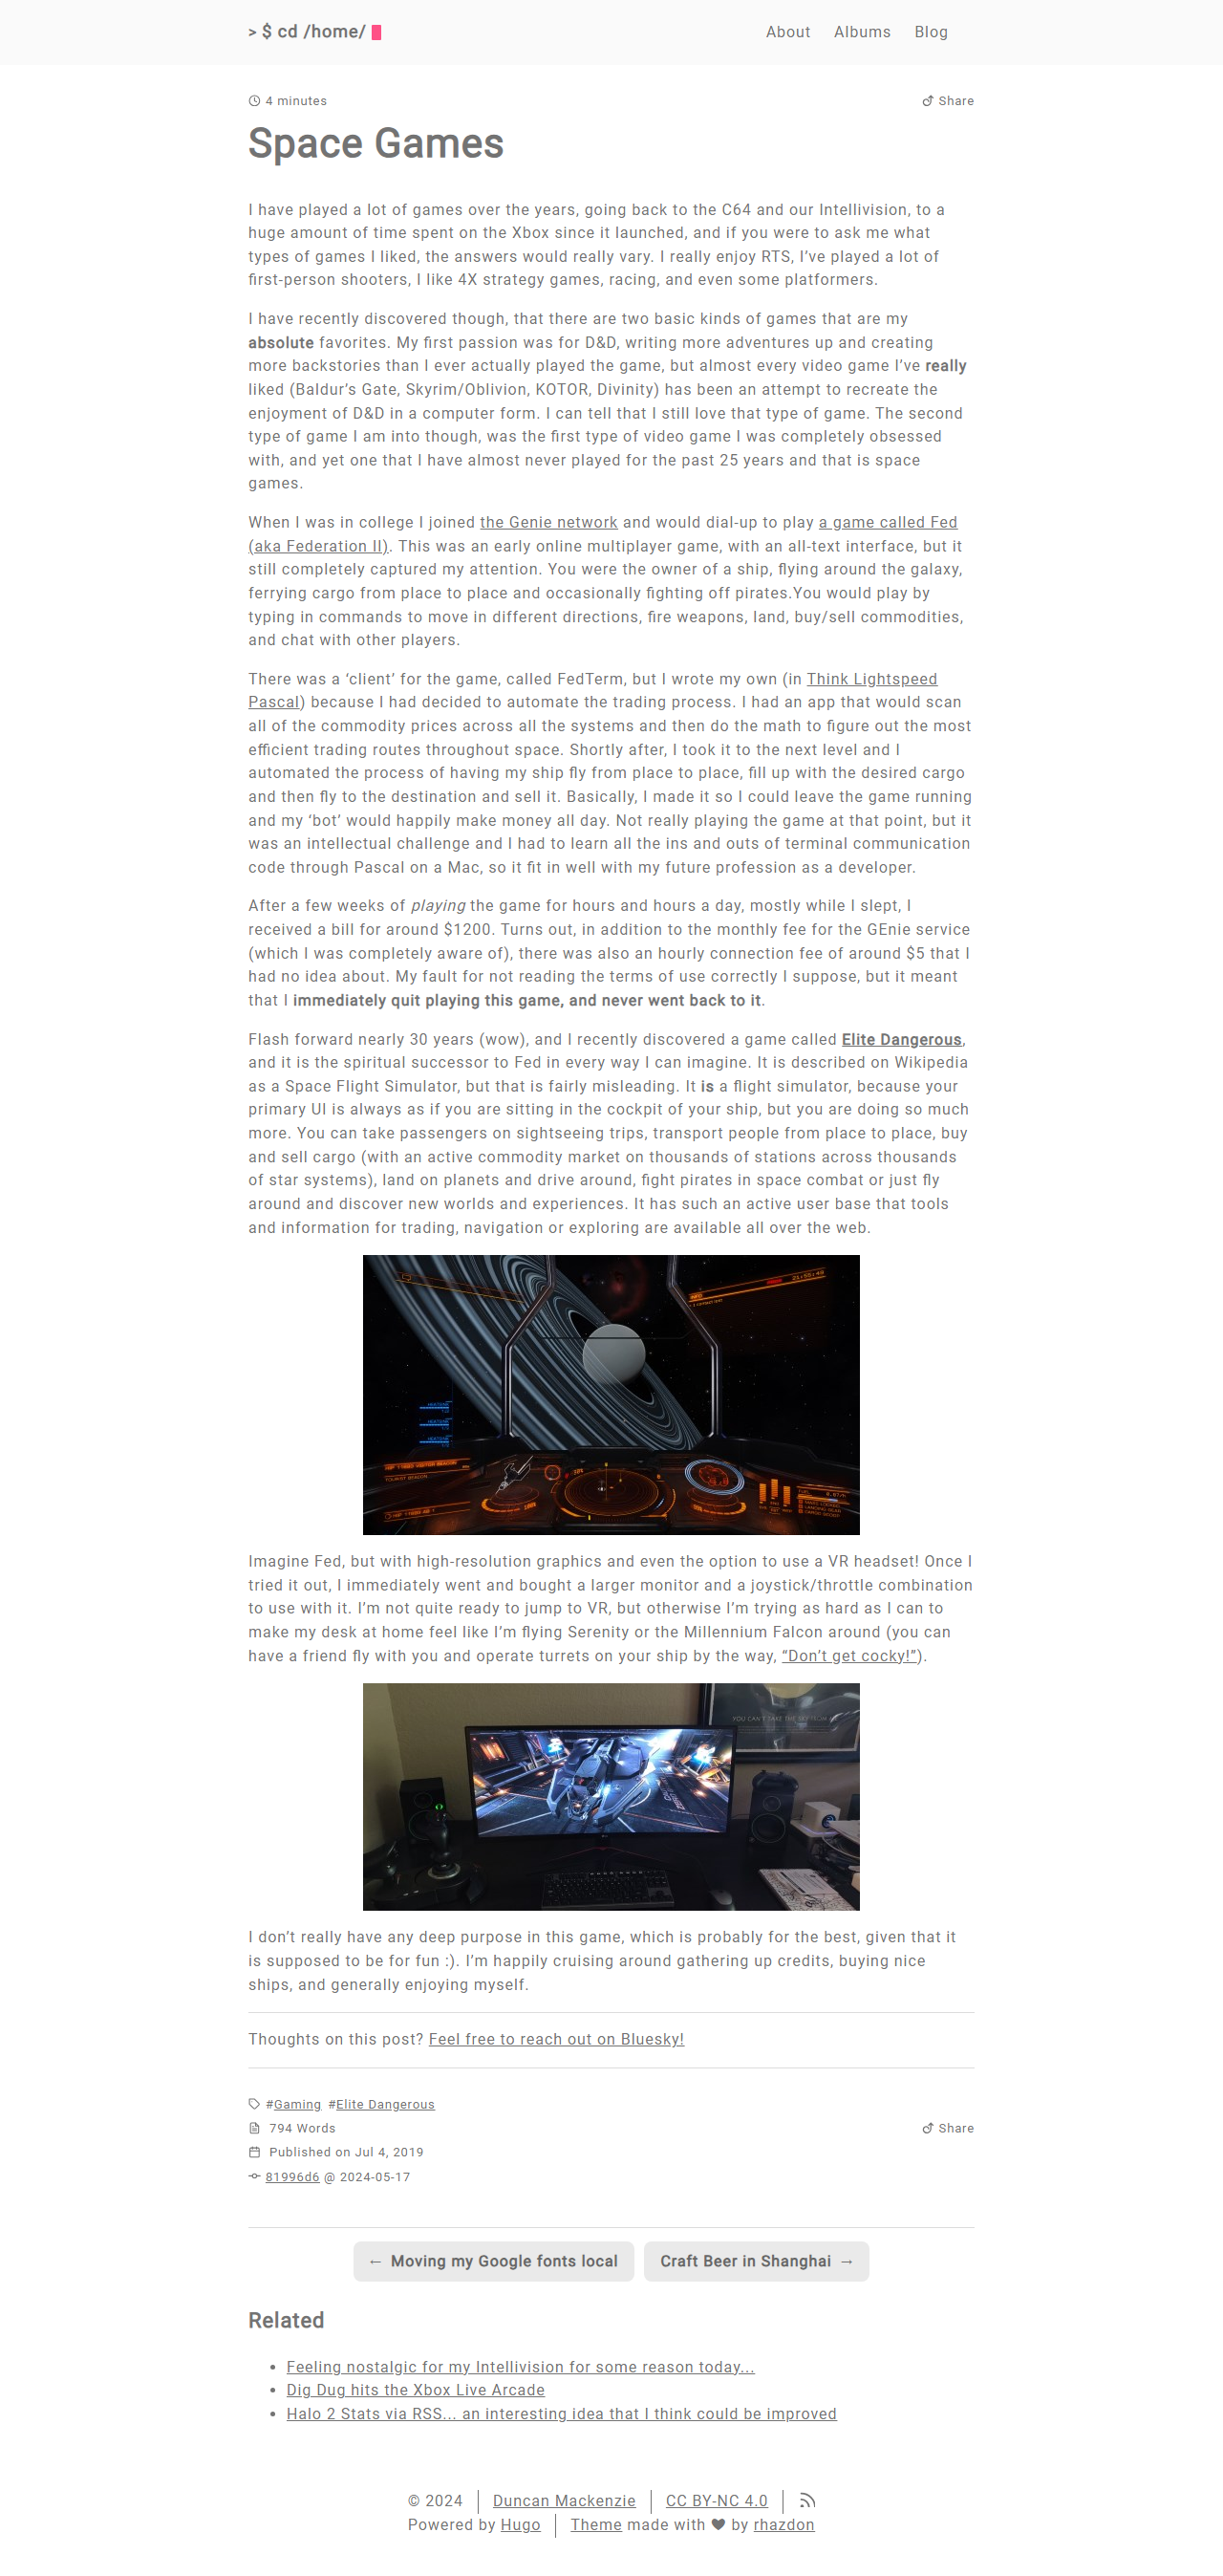 > $ cd /home/
About Albums Blog
4 minutes
Share
Space Games
I have played a lot of games over the years, going back to the C64 and our Intellivision, to a
huge amount of time spent on the Xbox since it launched, and if you were to ask me what
types of games I liked, the answers would really vary. I really enjoy RTS, I’ve played a lot of
first-person shooters, I like 4X strategy games, racing, and even some platformers.
I have recently discovered though, that there are two basic kinds of games that are my
absolute favorites. My first passion was for D&D, writing more adventures up and creating
more backstories than I ever actually played the game, but almost every video game I’ve really
liked (Baldur’s Gate, Skyrim/Oblivion, KOTOR, Divinity) has been an attempt to recreate the
enjoyment of D&D in a computer form. I can tell that I still love that type of game. The second
type of game I am into though, was the first type of video game I was completely obsessed
with, and yet one that I have almost never played for the past 25 years and that is space
games.
When I was in college I joined the Genie network and would dial-up to play a game called Fed
(aka Federation II). This was an early online multiplayer game, with an all-text interface, but it
still completely captured my attention. You were the owner of a ship, flying around the galaxy,
ferrying cargo from place to place and occasionally fighting off pirates.You would play by
typing in commands to move in different directions, fire weapons, land, buy/sell commodities,
and chat with other players.
There was a ‘client’ for the game, called FedTerm, but I wrote my own (in Think Lightspeed
Pascal) because I had decided to automate the trading process. I had an app that would scan
all of the commodity prices across all the systems and then do the math to figure out the most
efficient trading routes throughout space. Shortly after, I took it to the next level and I
automated the process of having my ship fly from place to place, fill up with the desired cargo
and then fly to the destination and sell it. Basically, I made it so I could leave the game running
and my ‘bot’ would happily make money all day. Not really playing the game at that point, but it
was an intellectual challenge and I had to learn all the ins and outs of terminal communication
code through Pascal on a Mac, so it fit in well with my future profession as a developer.
After a few weeks of playing the game for hours and hours a day, mostly while I slept, I
received a bill for around $1200. Turns out, in addition to the monthly fee for the GEnie service
(which I was completely aware of), there was also an hourly connection fee of around $5 that I
had no idea about. My fault for not reading the terms of use correctly I suppose, but it meant
that I immediately quit playing this game, and never went back to it.
Flash forward nearly 30 years (wow), and I recently discovered a game called Elite Dangerous,
and it is the spiritual successor to Fed in every way I can imagine. It is described on Wikipedia
as a Space Flight Simulator, but that is fairly misleading. It is a flight simulator, because your
primary UI is always as if you are sitting in the cockpit of your ship, but you are doing so much
more. You can take passengers on sightseeing trips, transport people from place to place, buy
and sell cargo (with an active commodity market on thousands of stations across thousands
of star systems), land on planets and drive around, fight pirates in space combat or just fly
around and discover new worlds and experiences. It has such an active user base that tools
and information for trading, navigation or exploring are available all over the web.
Imagine Fed, but with high-resolution graphics and even the option to use a VR headset! Once I
tried it out, I immediately went and bought a larger monitor and a joystick/throttle combination
to use with it. I’m not quite ready to jump to VR, but otherwise I’m trying as hard as I can to
make my desk at home feel like I’m flying Serenity or the Millennium Falcon around (you can
have a friend fly with you and operate turrets on your ship by the way, “Don’t get cocky!”).
YOU CAN'T TAKE THE SKY FROM ME
I don’t really have any deep purpose in this game, which is probably for the best, given that it
is supposed to be for fun :). I’m happily cruising around gathering up credits, buying nice
ships, and generally enjoying myself.
Thoughts on this post? Feel free to reach out on Bluesky!
#Gaming #Elite Dangerous
794 Words
Share
Published on Jul 4, 2019
81996d6 @ 2024-05-17
← Moving my Google fonts local
Craft Beer in Shanghai →
Related
Feeling nostalgic for my Intellivision for some reason today...
Dig Dug hits the Xbox Live Arcade
Halo 2 Stats via RSS... an interesting idea that I think could be improved
© 2024 Duncan Mackenzie CC BY-NC 4.0
Powered by Hugo Theme made with ♥ by rhazdon